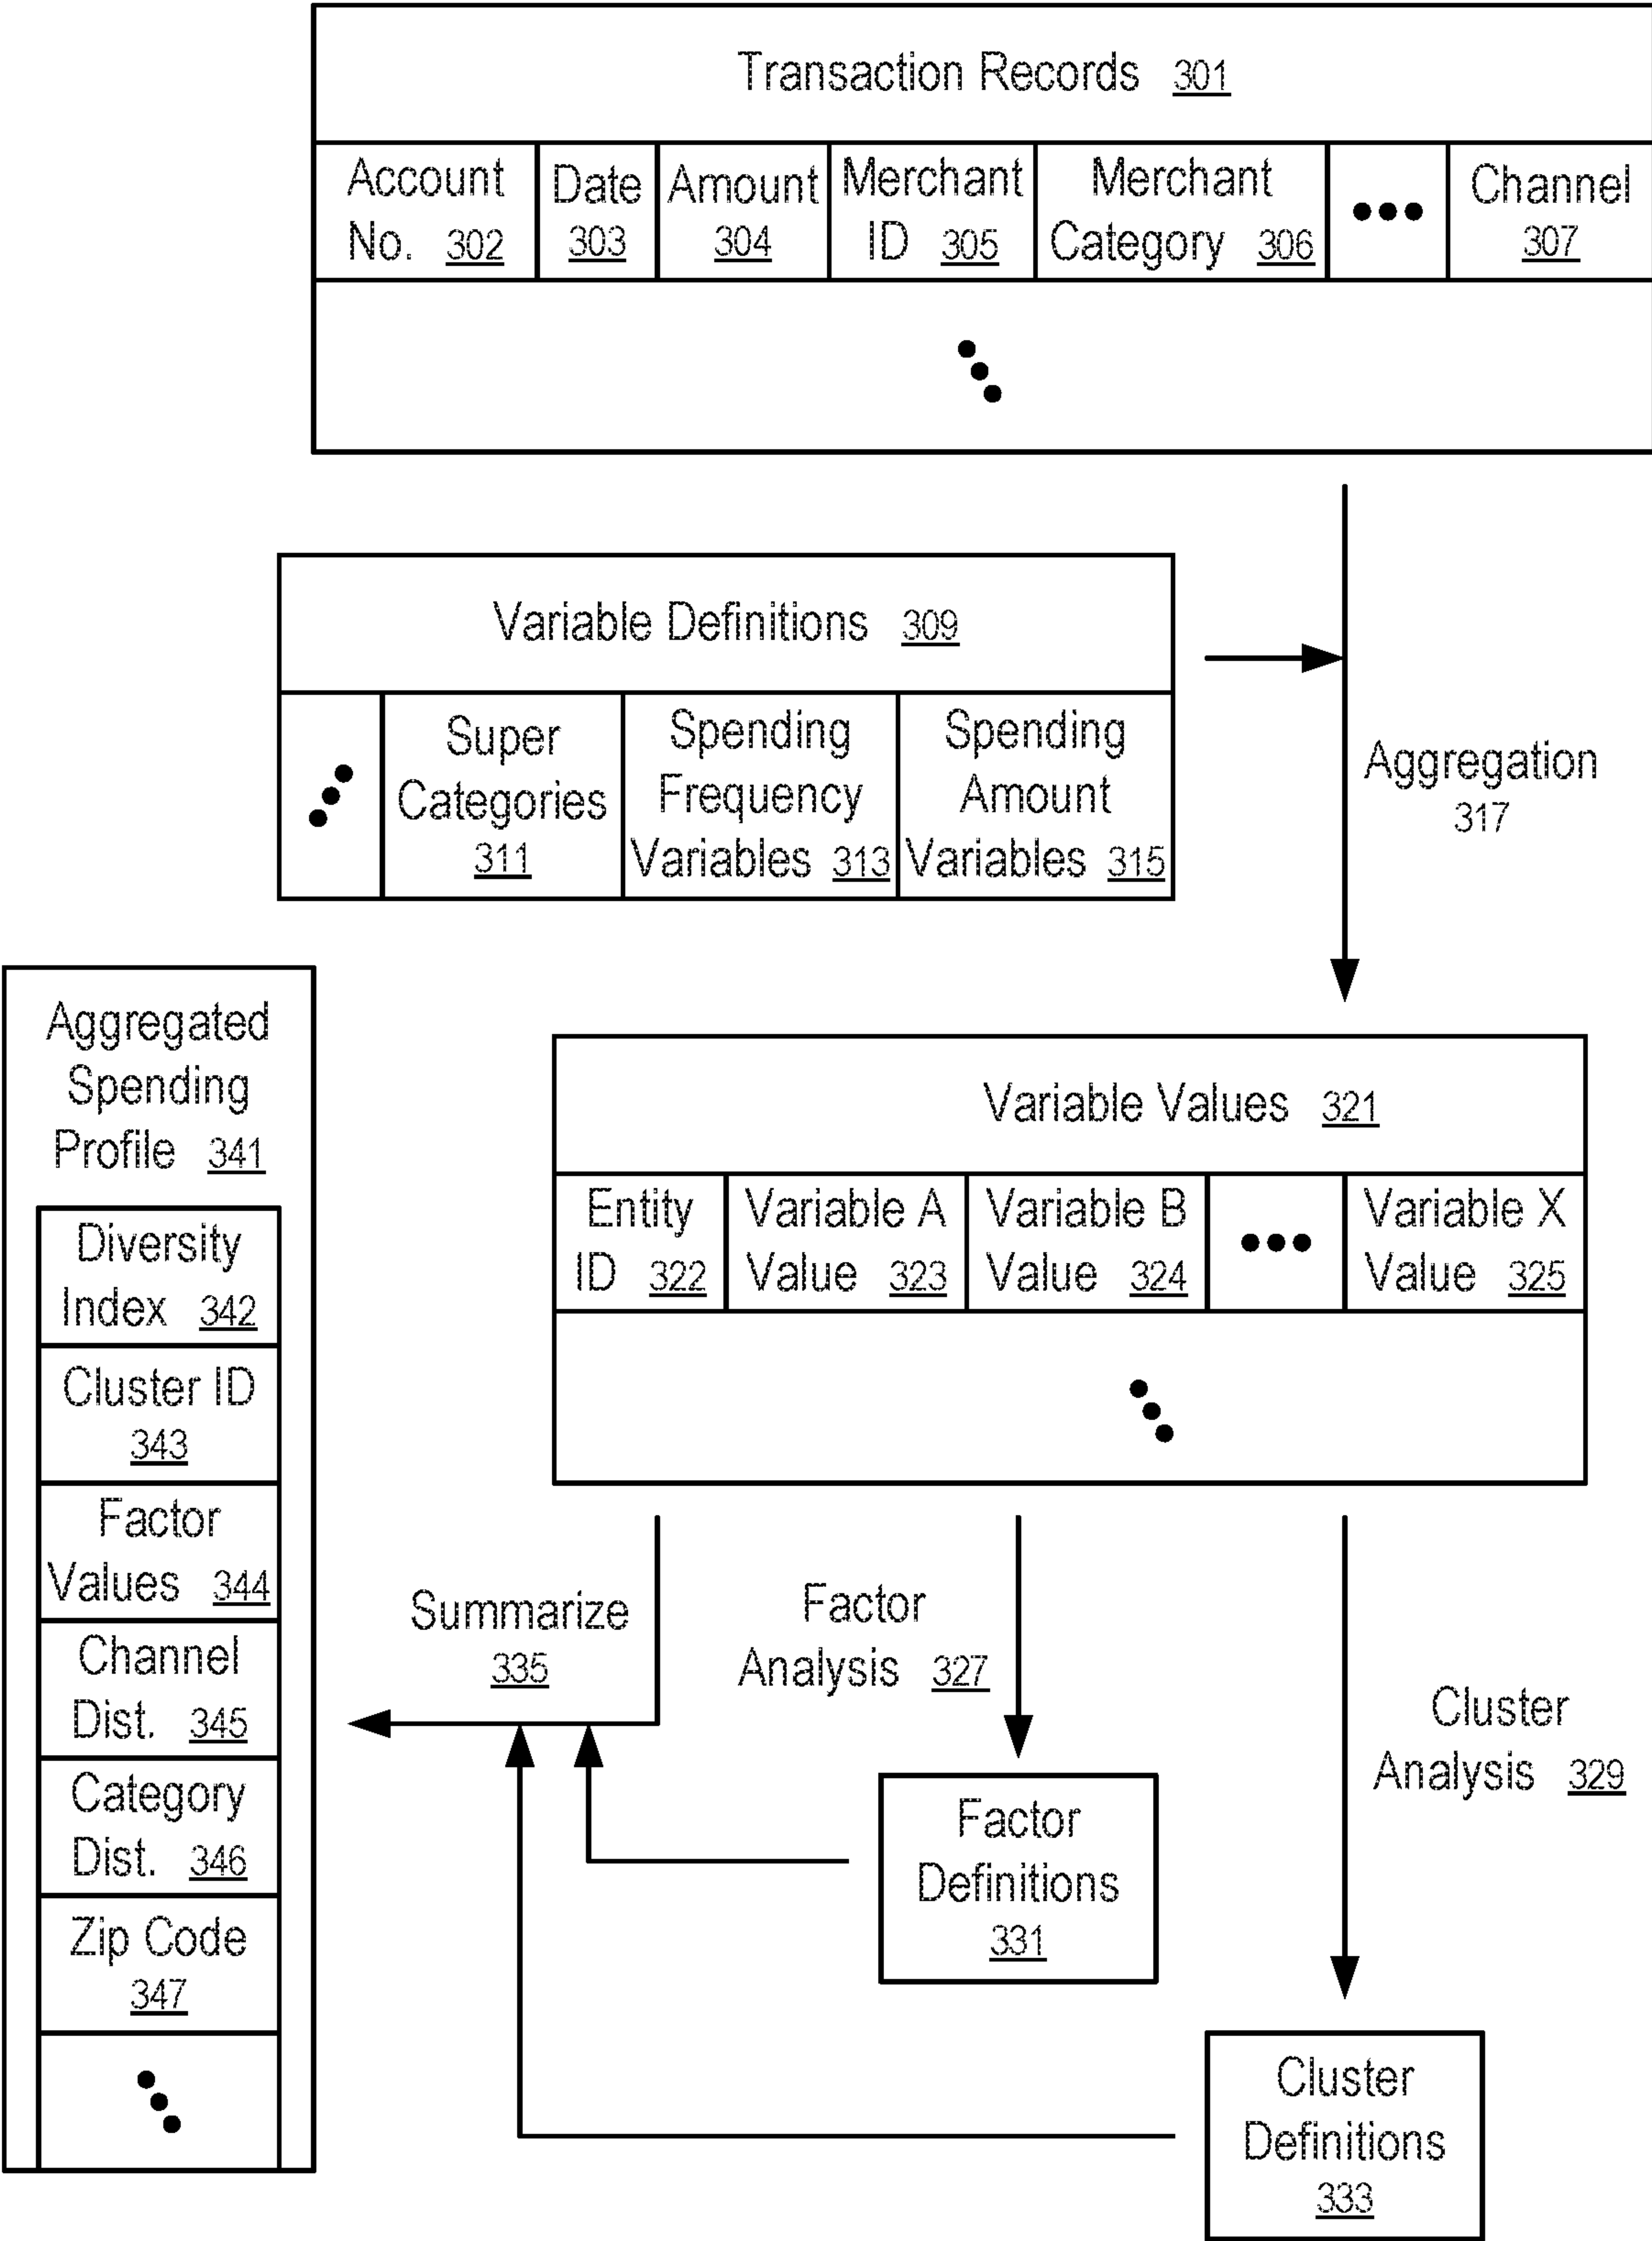 Transaction Records 301
Account
No. 302
Date
303
Amount
304
Merchant
ID 305
Merchant
Category 306
Channel
307
Variable Definitions 309
Super
Categories
311
Spending
Frequency
Variables 313
Spending
Amount
Variables 315
Aggregation
317
Variable Values 321
Entity
ID 322
Variable A
Value 323
Variable B
Value 324
Variable X
Value 325
Aggregated
Spending
Profile 341
Diversity
Index 342
Cluster ID
343
Factor
Values 344
Channel
Dist. 345
Category
Dist. 346
Zip Code
347
Summarize
335
Factor
Analysis 327
Cluster
Analysis 329
Factor
Definitions
331
Cluster
Definitions
333